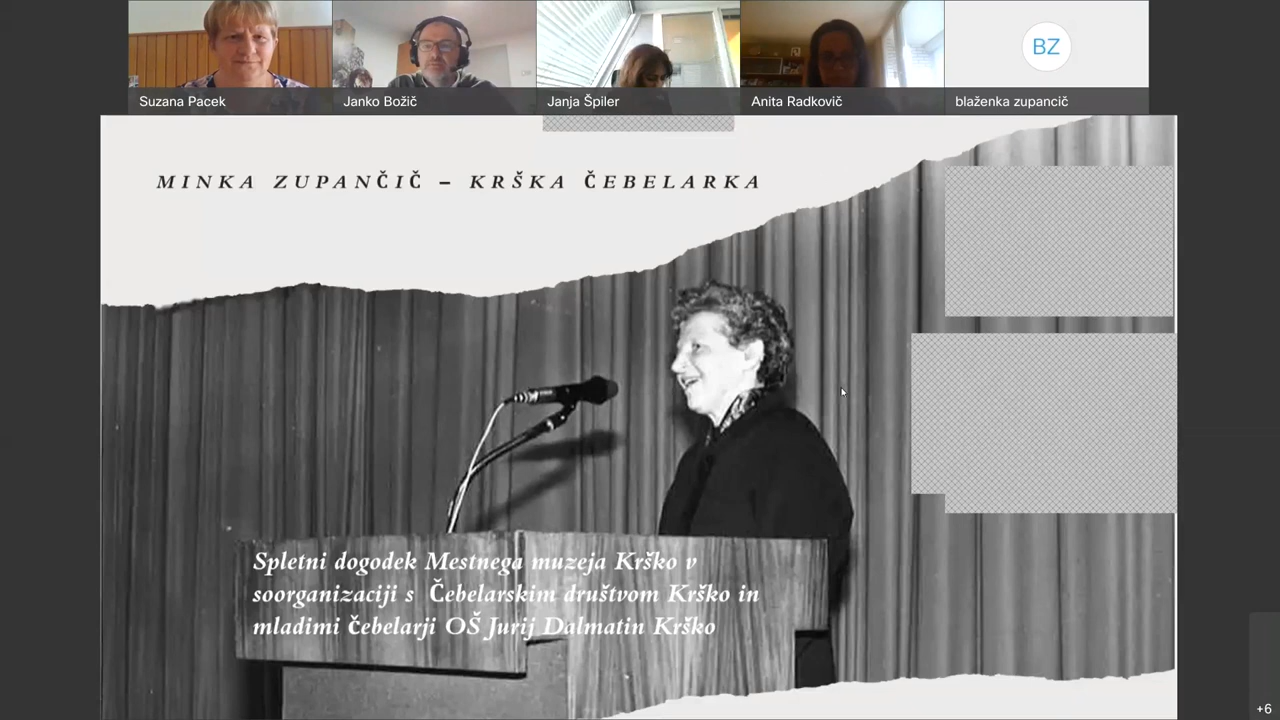 Suzana Pacek
Janko Božič
Janja Špiler
Anita Radkovič
BZ
blaženka zupancič
MINKA ZUPANČIČ – KRŠKA ČEBELARKA
Spletni dogodek Mestnega muzeja Krško v
soorganizaciji s Čebelarskim društvom Krško in
mladimi čebelarji OŠ Jurij Dalmatin Krško
+6